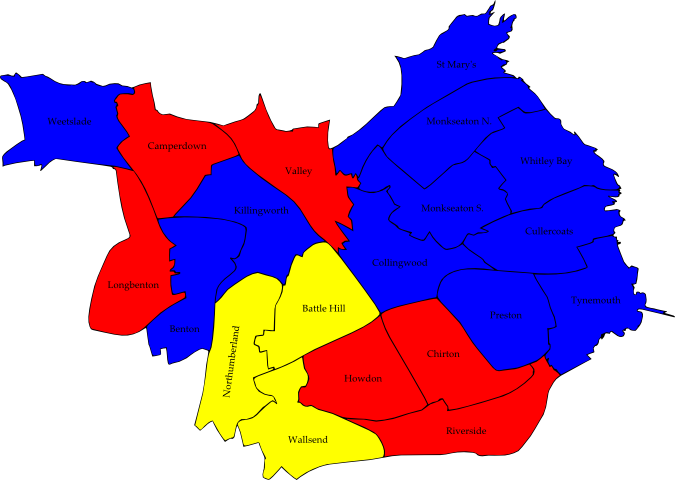 St Mary's
Monkseaton N.
Weetslade
Camperdown
Whitley Bay
Valley
Killingworth
Monkseaton S.
Cullercoats
Collingwood
Longbenton
Tynemouth
Battle Hill
Preston
Benton
Northumberland
Chirton
Howdon
Riverside
Wallsend